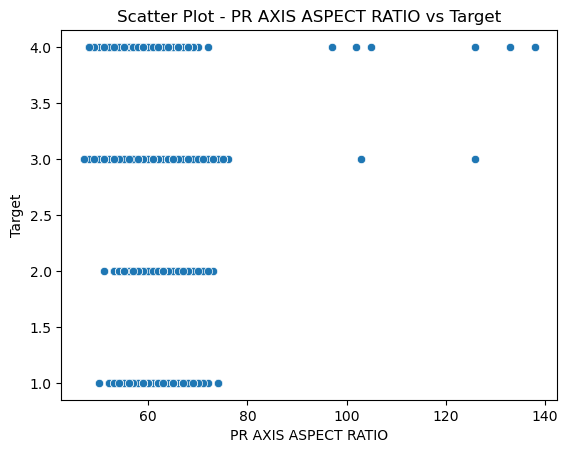 Scatter Plot - PR AXIS ASPECT RATIO vs Target
4.0
3.5
3.0
2.5
2.0
1.5
1.0
Target
60 80 100 120 140
PR AXIS ASPECT RATIO